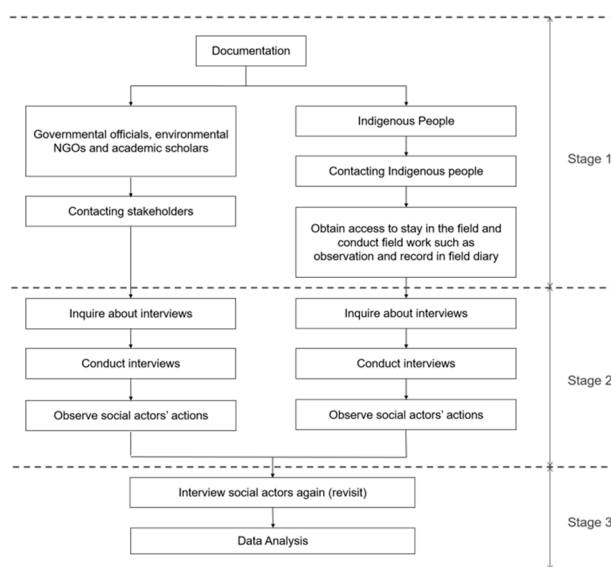 Documentation
Governmental officials, environmental
NGOs and academic scholars
Contacting stakeholders
Indigenous People
Contacting Indigenous people
Obtain access to stay in the field and
conduct field work such as
observation and record in field diary
Stage 1
Inquire about interviews
Conduct interviews
Observe social actors' actions
Inquire about interviews
Conduct interviews
Observe social actors' actions
Stage 2
Interview social actors again (revisit)
Data Analysis
Stage 3